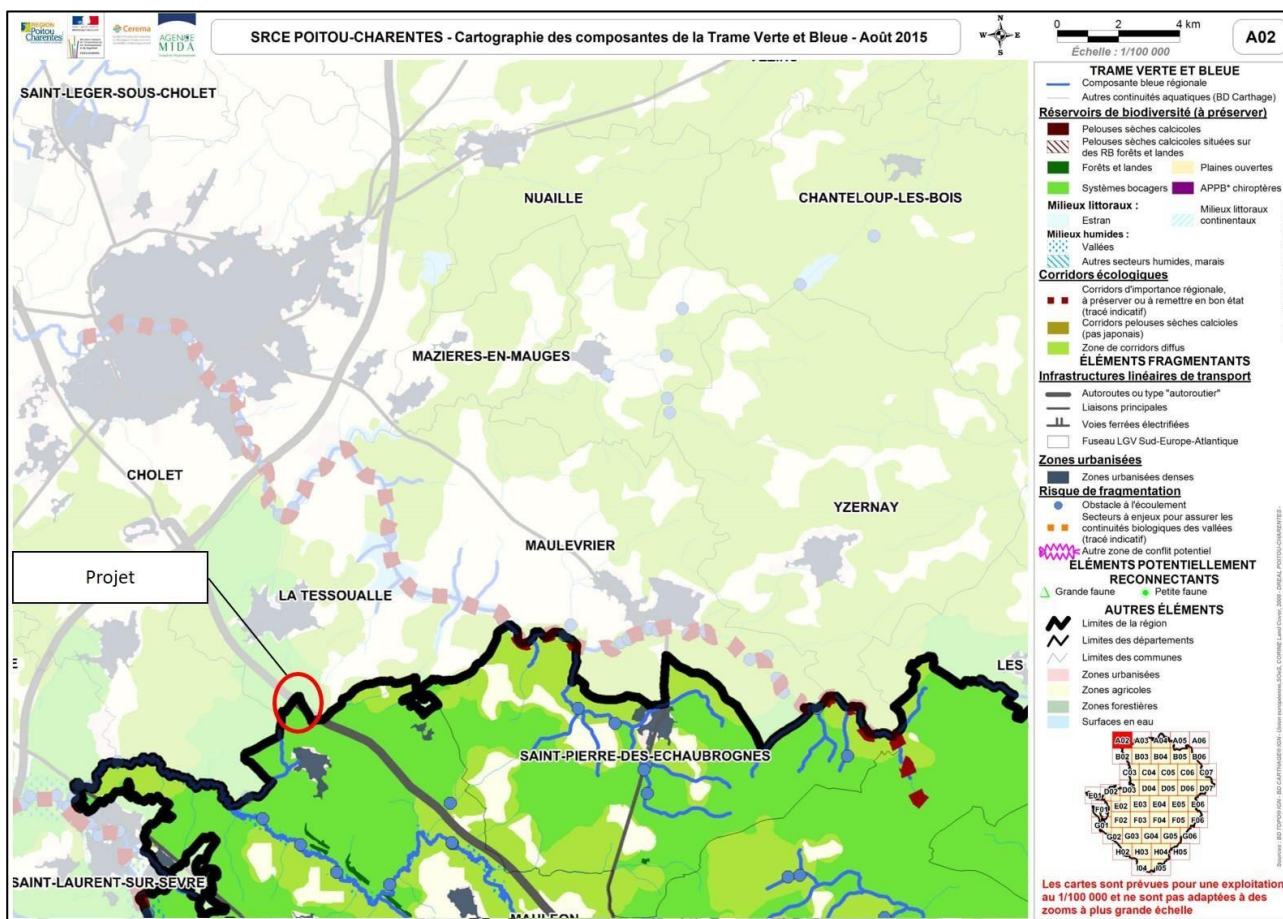 REGION
Poitou
Charentes
Cerema
AGENCE
MTDA
SRCE POITOU-CHARENTES - Cartographie des composantes de la Trame Verte et Bleue - Août 2015
N
W E
S
0 2 4 km
Échelle : 1/100 000
A02
SAINT-LEGER-SOUS-CHOLET
NUAILLE
CHANTELOUP-LES-BOIS
MAZIERES-EN-MAUGES
CHOLET
YZERNAY
MAULEVRIER
Projet
LA TESSOUALLE
LES
SAINT-PIERRE-DES-ECHAUBROGNES
SAINT-LAURENT-SUR-SEVRE
MAULEON
TRAME VERTE ET BLEUE
Composante bleue régionale
Autres continuités aquatiques (BD Carthage)
Réservoirs de biodiversité (à préserver)
Pelouses sèches calcicoles
Pelouses sèches calcicoles situées sur
des RB forêts et landes
Forêts et landes
Plaines ouvertes
Systèmes bocagers
APPB* chiroptères
Milieux littoraux :
Estran
Milieux littoraux
continentaux
Milieux humides :
Vallées
Autres secteurs humides, marais
Corridors écologiques
Corridors d'importance régionale,
à préserver ou à remettre en bon état
(tracé indicatif)
Corridors pelouses sèches calcioles
(pas japonais)
Zone de corridors diffus
ÉLÉMENTS FRAGMENTANTS
Infrastructures linéaires de transport
Autoroutes ou type "autoroutier"
Liaisons principales
Voies ferrées électrifiées
Fuseau LGV Sud-Europe-Atlantique
Zones urbanisées
Zones urbanisées denses
Risque de fragmentation
Obstacle à l'écoulement
Secteurs à enjeux pour assurer les
continuités biologiques des vallées
(tracé indicatif)
Autre zone de conflit potentiel
ÉLÉMENTS POTENTIELLEMENT
RECONNECTANTS
Grande faune
Petite faune
AUTRES ÉLÉMENTS
Limites de la région
Limites des départements
Limites des communes
Zones urbanisées
Zones agricoles
Zones forestières
Surfaces en eau
A02 A03 A04 A05 A06
B02 B03 B04 B05 B06
C03 C04 C05 C06 C07
D02 D03 D04 D05 D06 D07
E01 E02 E03 E04 E05 E06
F01 F02 F03 F04 F05 F06
G01 G02 G03 G04 G05 G06
H02 H03 H04 H05
I04 I05
Les cartes sont prévues pour une exploitation
au 1/100 000 et ne sont pas adaptées à des
zooms à plus grande échelle